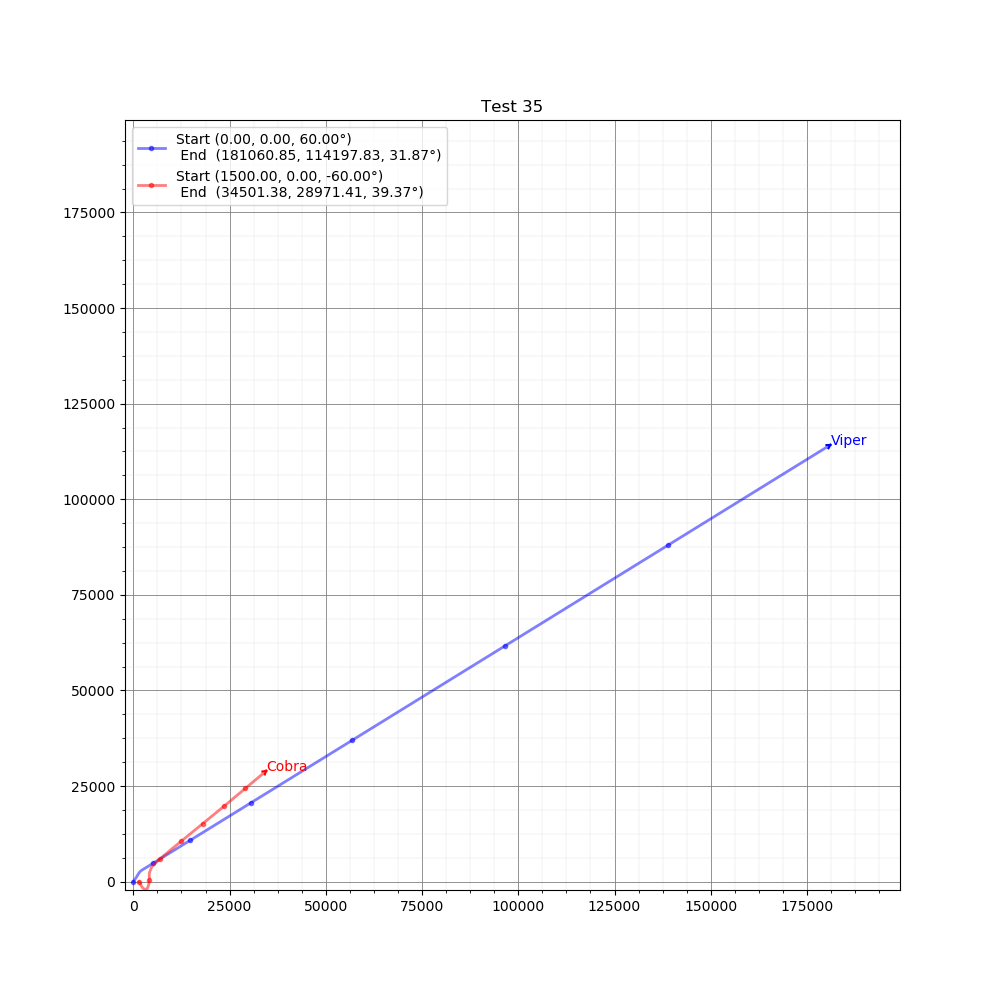 Test 35
Start (0.00, 0.00, 60.00°)
End (181060.85, 114197.83, 31.87°)
Start (1500.00, 0.00, -60.00°)
End (34501.38, 28971.41, 39.37°)
175000
150000
125000
100000
75000
50000
25000
0
Viper
Cobra
0
25000
50000
75000
100000
125000
150000
175000